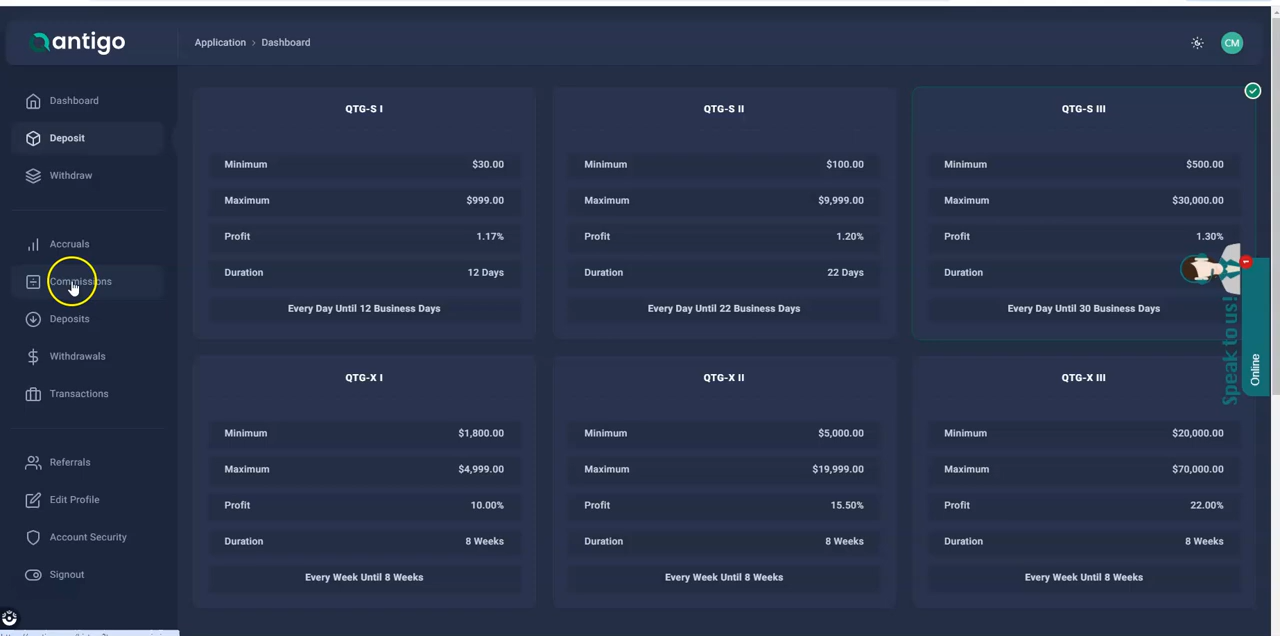 antigo
Application > Dashboard
CM
Dashboard
Deposit
Withdraw
Accruals
Commissions
Deposits
Withdrawals
Transactions
Referrals
Edit Profile
Account Security
Signout
QTG-S I
Minimum $30.00
Maximum $999.00
Profit 1.17%
Duration 12 Days
Every Day Until 12 Business Days
QTG-S II
Minimum $100.00
Maximum $9,999.00
Profit 1.20%
Duration 22 Days
Every Day Until 22 Business Days
QTG-S III
Minimum $500.00
Maximum $30,000.00
Profit 1.30%
Duration
Every Day Until 30 Business Days
QTG-X I
Minimum $1,800.00
Maximum $4,999.00
Profit 10.00%
Duration 8 Weeks
Every Week Until 8 Weeks
QTG-X II
Minimum $5,000.00
Maximum $19,999.00
Profit 15.50%
Duration 8 Weeks
Every Week Until 8 Weeks
QTG-X III
Minimum $20,000.00
Maximum $70,000.00
Profit 22.00%
Duration 8 Weeks
Every Week Until 8 Weeks
1
Speak to us!
Online